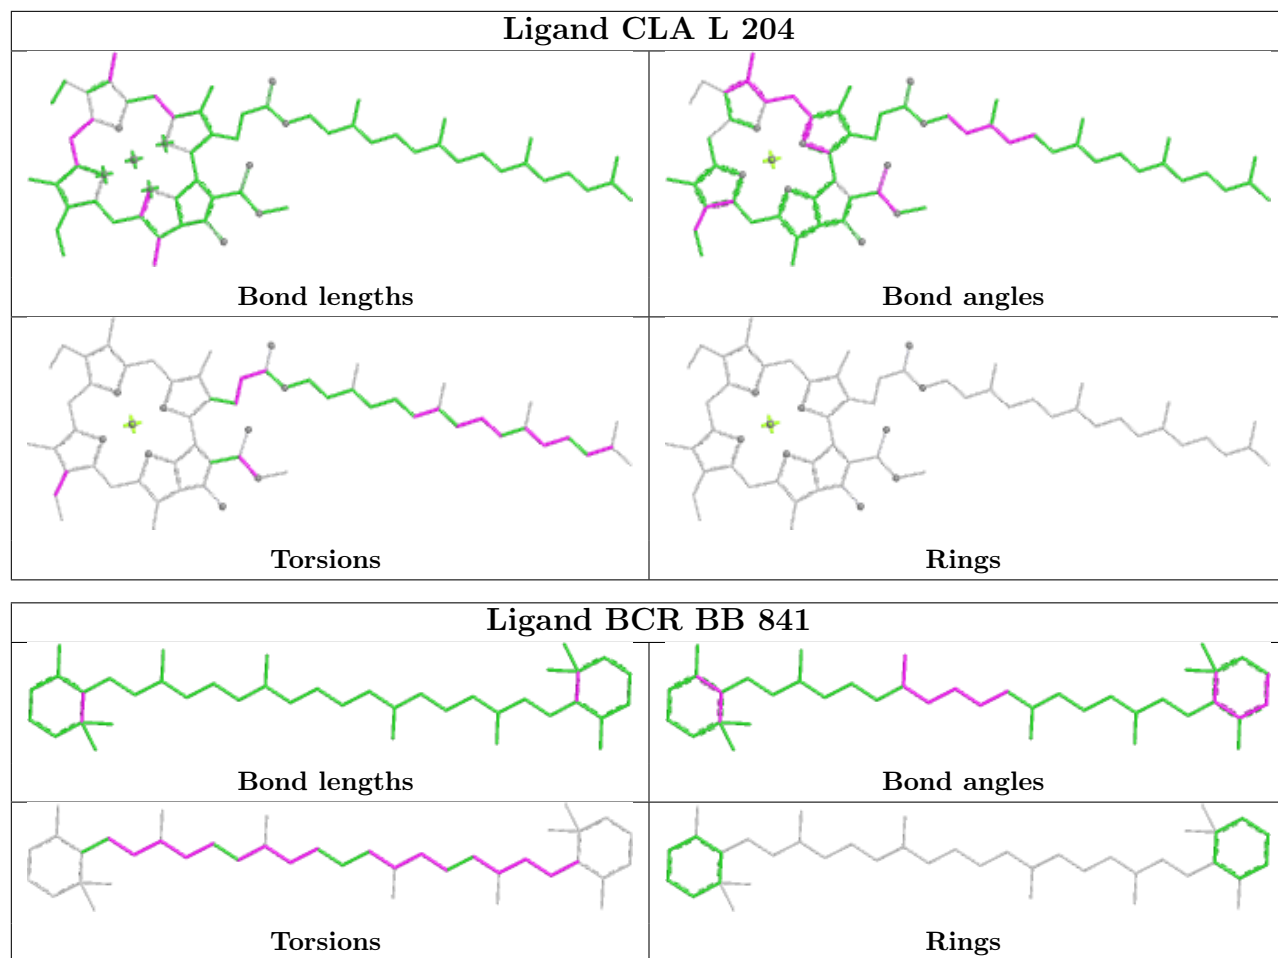 Ligand CLA L 204
Bond lengths
Bond angles
Torsions
Rings
Ligand BCR BB 841
Bond lengths
Bond angles
Torsions
Rings